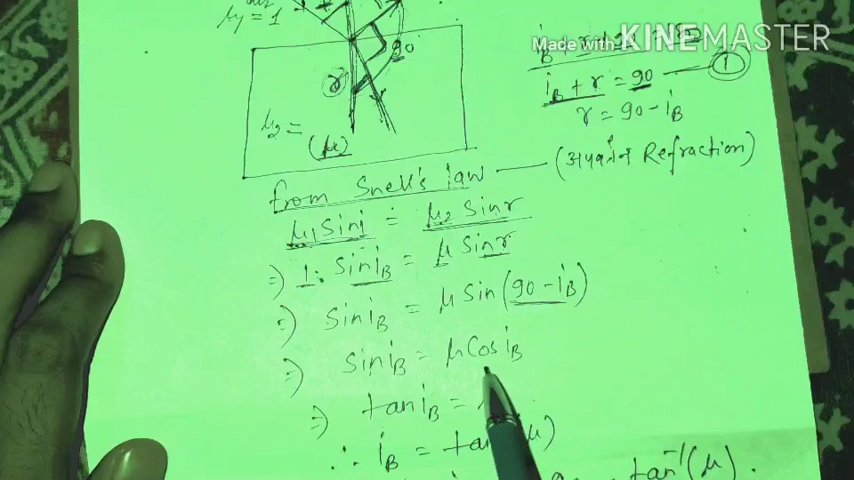 μ₁ = 1
90
r
μ₂ =
(μ)
Made with KINEMASTER
i_B + r = 90 — ①
r = 90 - i_B
from Snell's law — (अपवर्तन Refraction)
μ₁ sin i = μ₂ sin r
⇒ 1. sin i_B = μ sin r
⇒ sin i_B = μ sin (90 - i_B)
⇒ sin i_B = μ cos i_B
⇒ tan i_B =
∴ i_B = tan μ)
tan⁻¹(μ).